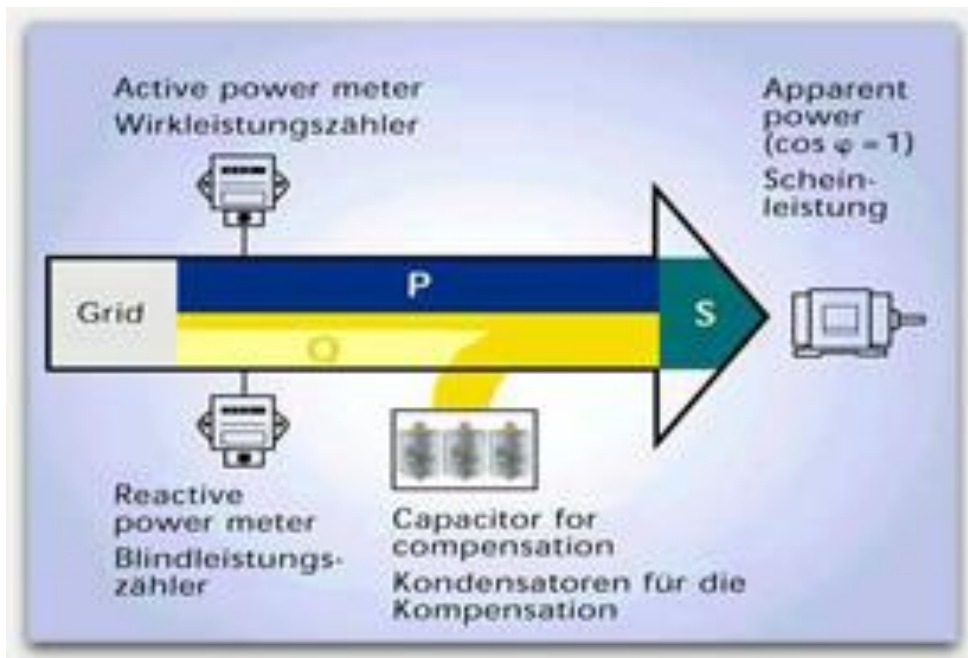 Active power meter
Wirkleistungszähler
Apparent
power
(cos φ = 1)
Schein-
leistung
Grid
P
Q
S
Reactive
power meter
Blindleistungs-
zähler
Capacitor for
compensation
Kondensatoren für die
Kompensation